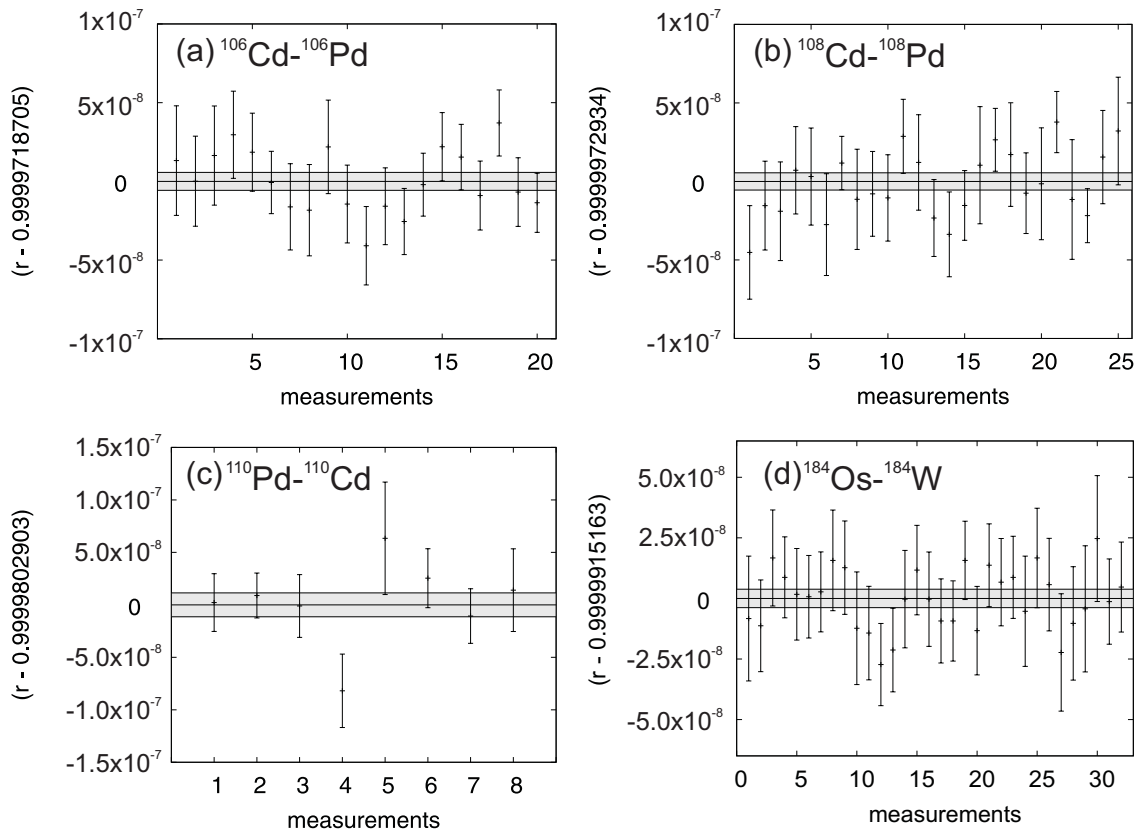 (a) ¹⁰⁶Cd-¹⁰⁶Pd
(r - 0.9999718705)
1x10⁻⁷
5x10⁻⁸
0
-5x10⁻⁸
-1x10⁻⁷
5 10 15 20
measurements
(b) ¹⁰⁸Cd-¹⁰⁸Pd
(r - 0.9999972934)
1x10⁻⁷
5x10⁻⁸
0
-5x10⁻⁸
-1x10⁻⁷
5 10 15 20 25
measurements
(c) ¹¹⁰Pd-¹¹⁰Cd
(r - 0.9999802903)
1.5x10⁻⁷
1.0x10⁻⁷
5.0x10⁻⁸
0
-5.0x10⁻⁸
-1.0x10⁻⁷
-1.5x10⁻⁷
1 2 3 4 5 6 7 8
measurements
(d) ¹⁸⁴Os-¹⁸⁴W
(r - 0.9999915163)
5.0x10⁻⁸
2.5x10⁻⁸
0
-2.5x10⁻⁸
-5.0x10⁻⁸
0 5 10 15 20 25 30
measurements